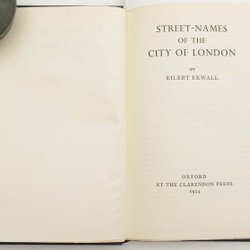 STREET-NAMES
OF THE
CITY OF LONDON
BY
EILERT EKWALL
OXFORD
AT THE CLARENDON PRESS
1954